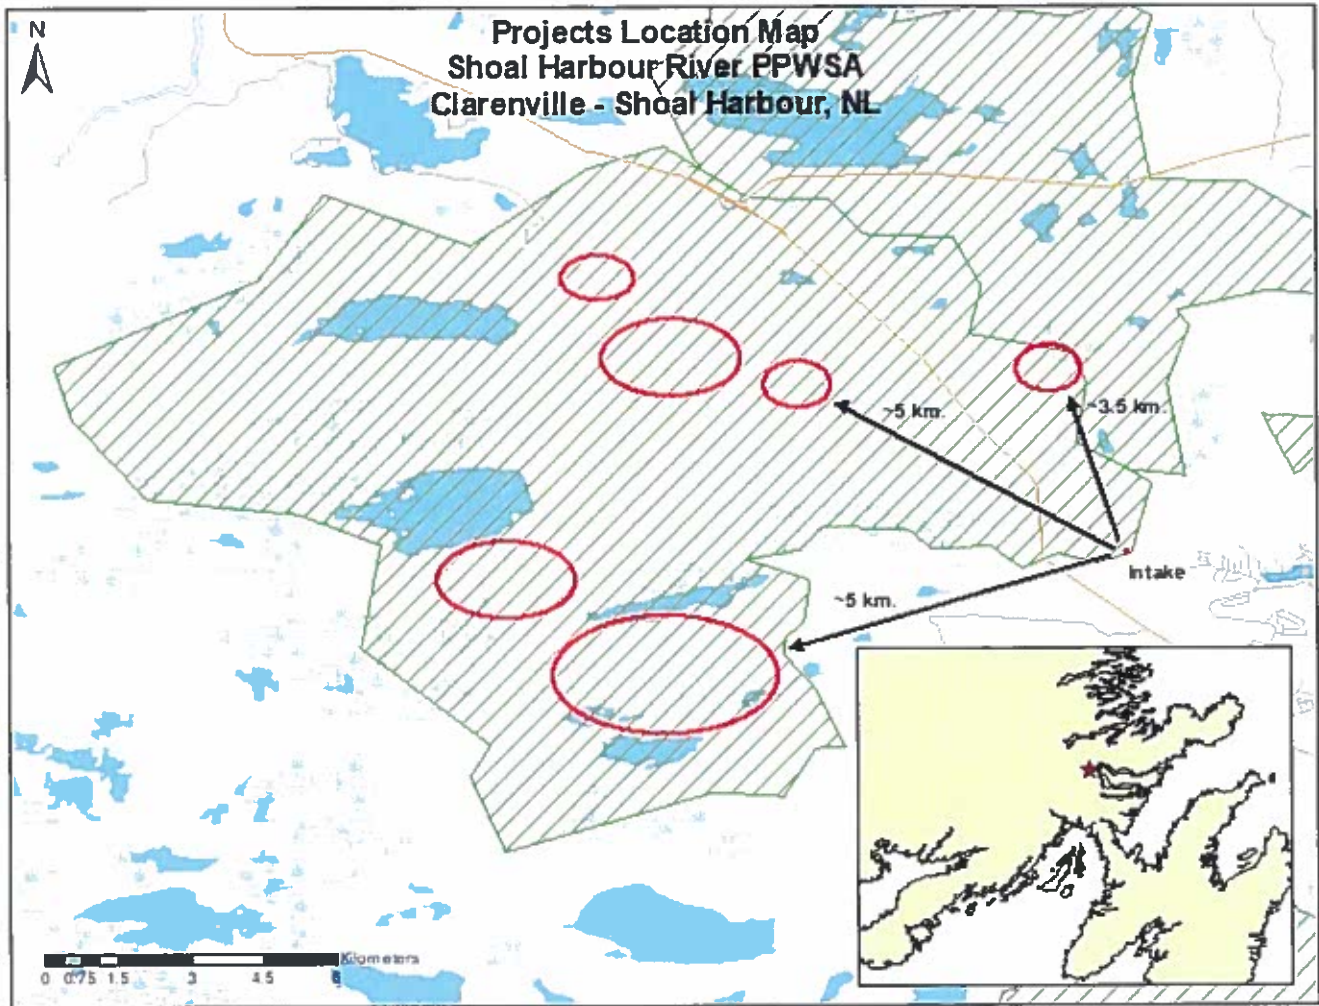 N
Projects Location Map
Shoal Harbour River PPWSA
Clarenville - Shoal Harbour, NL
~5 km.
~3.5 km.
Intake
~5 km.
Kilometers
0 0.75 1.5 3 4.5 6